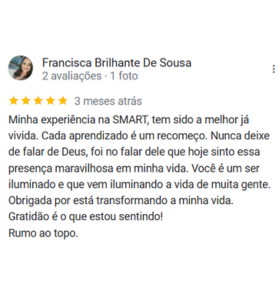 Francisca Brilhante De Sousa
2 avaliações · 1 foto
★★★★★ 3 meses atrás
Minha experiência na SMART, tem sido a melhor já
vivida. Cada aprendizado é um recomeço. Nunca deixe
de falar de Deus, foi no falar dele que hoje sinto essa
presença maravilhosa em minha vida. Você é um ser
iluminado e que vem iluminando a vida de muita gente.
Obrigada por está transformando a minha vida.
Gratidão é o que estou sentindo!
Rumo ao topo.